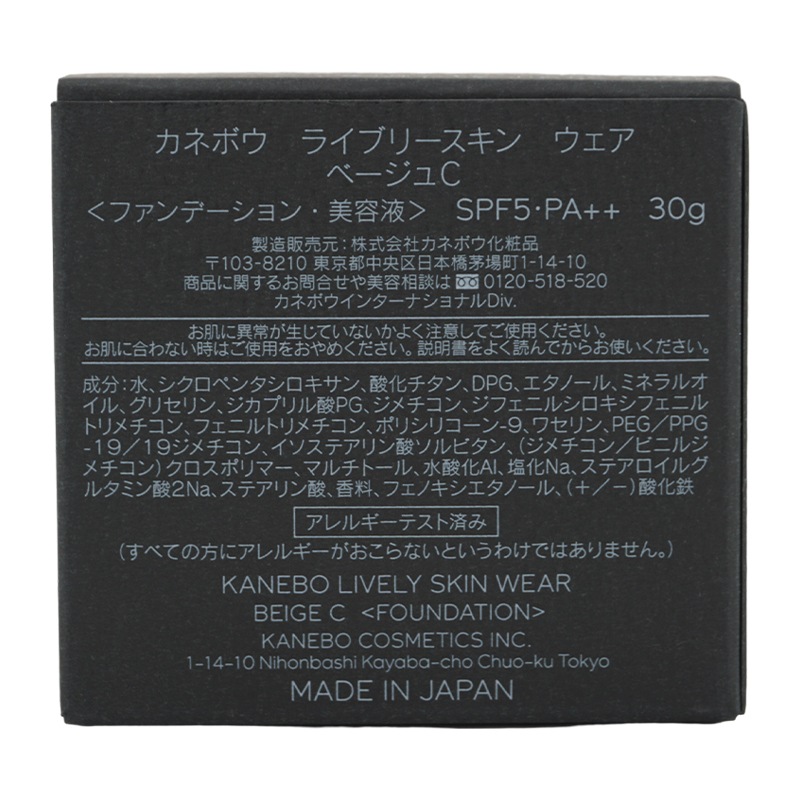 カネボウ ライブリースキン ウェア
ベージュC
<ファンデーション・美容液> SPF5・PA++ 30g
製造販売元:株式会社カネボウ化粧品
〒103-8210 東京都中央区日本橋茅場町1-14-10
商品に関するお問合せや美容相談は 0120-518-520
カネボウインターナショナルDiv.
お肌に異常が生じていないかよく注意してご使用ください。
お肌に合わない時はご使用をおやめください。説明書をよく読んでからお使いください。
成分:水、シクロペンタシロキサン、酸化チタン、DPG、エタノール、ミネラルオ
イル、グリセリン、ジカプリル酸PG、ジメチコン、ジフェニルシロキシフェニル
トリメチコン、フェニルトリメチコン、ポリシリコーン-9、ワセリン、PEG/PPG
-19/19ジメチコン、イソステアリン酸ソルビタン、(ジメチコン/ビニルジ
メチコン)クロスポリマー、マルチトール、水酸化Al、塩化Na、ステアロイルグ
ルタミン酸2Na、ステアリン酸、香料、フェノキシエタノール、(+/-)酸化鉄
アレルギーテスト済み
(すべての方にアレルギーがおこらないというわけではありません。)
KANEBO LIVELY SKIN WEAR
BEIGE C <FOUNDATION>
KANEBO COSMETICS INC.
1-14-10 Nihonbashi Kayaba-cho Chuo-ku Tokyo
MADE IN JAPAN